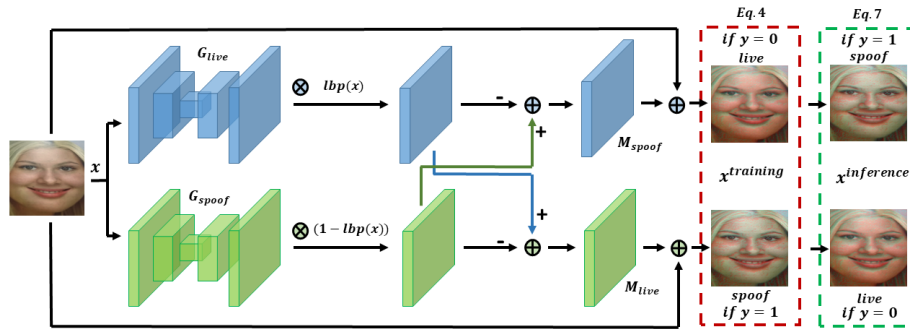 Eq.4
Eq.7
if y = 0
live
if y = 1
spoof
G_live
⊗ lbp(x)
-
+
M_spoof
x
x^training
x^inference
G_spoof
⊗ (1 − lbp(x))
+
-
M_live
spoof
if y = 1
live
if y = 0